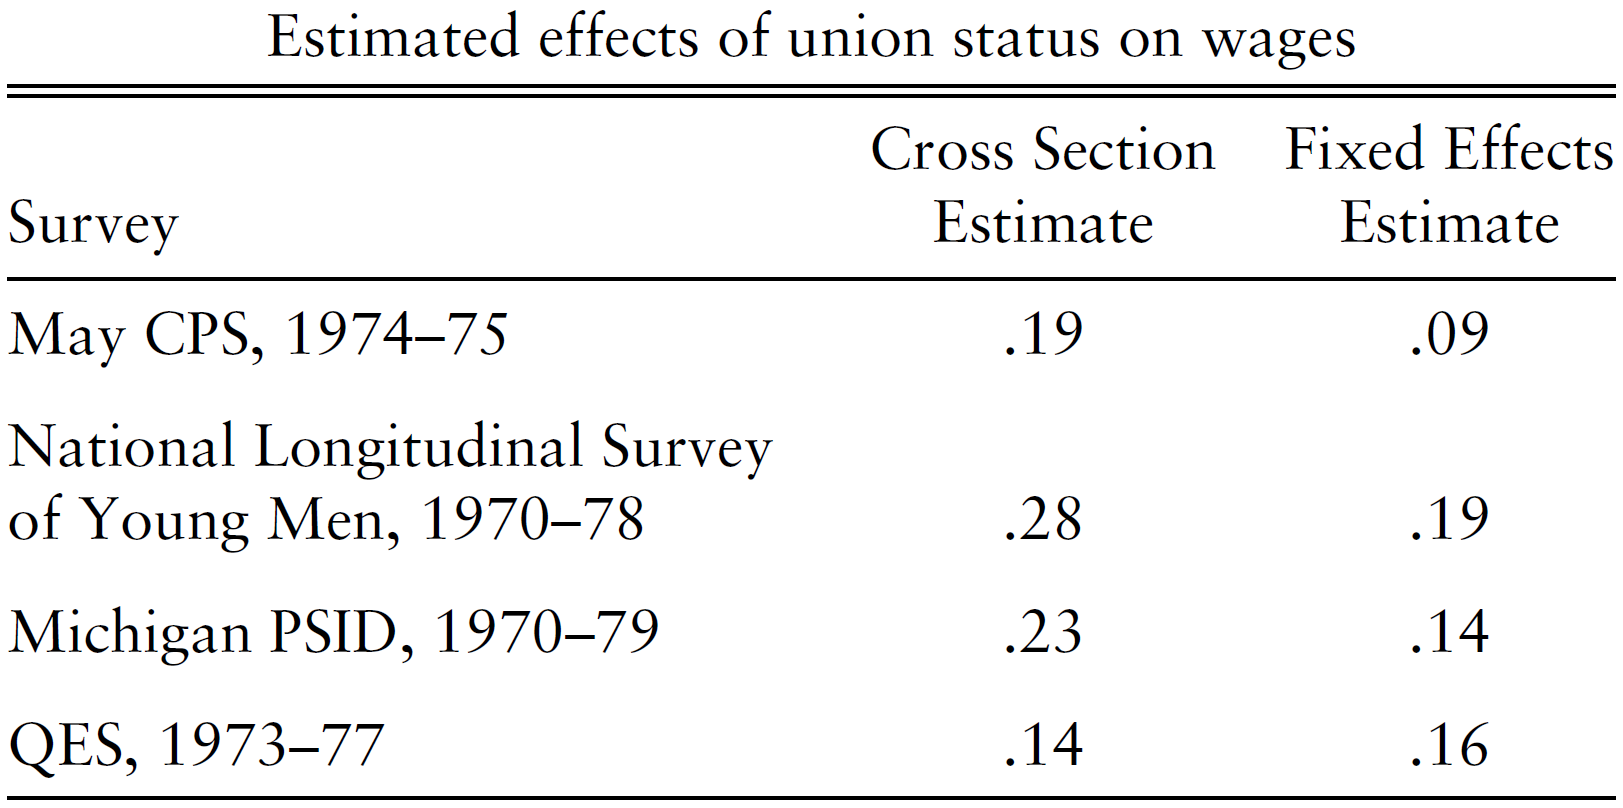 Estimated effects of union status on wages
Cross Section Fixed Effects
Survey Estimate Estimate
May CPS, 1974–75 .19 .09
National Longitudinal Survey
of Young Men, 1970–78 .28 .19
Michigan PSID, 1970–79 .23 .14
QES, 1973–77 .14 .16